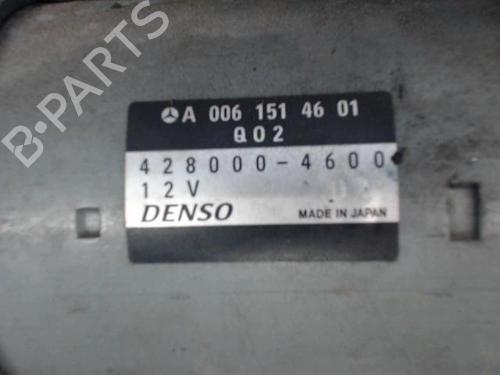 A 006 151 46 01
Q02
428000-4600
12V
DENSO
MADE IN JAPAN
B-PARTS